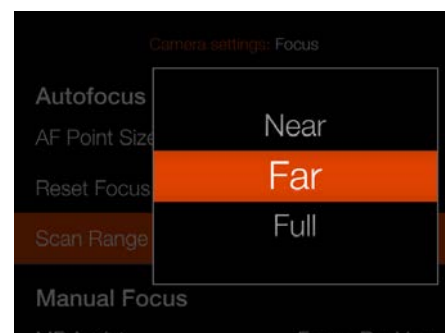 Camera settings: Focus
Autofocus
AF Point Size
Near
Reset Focus
Far
Scan Range
Full
Manual Focus